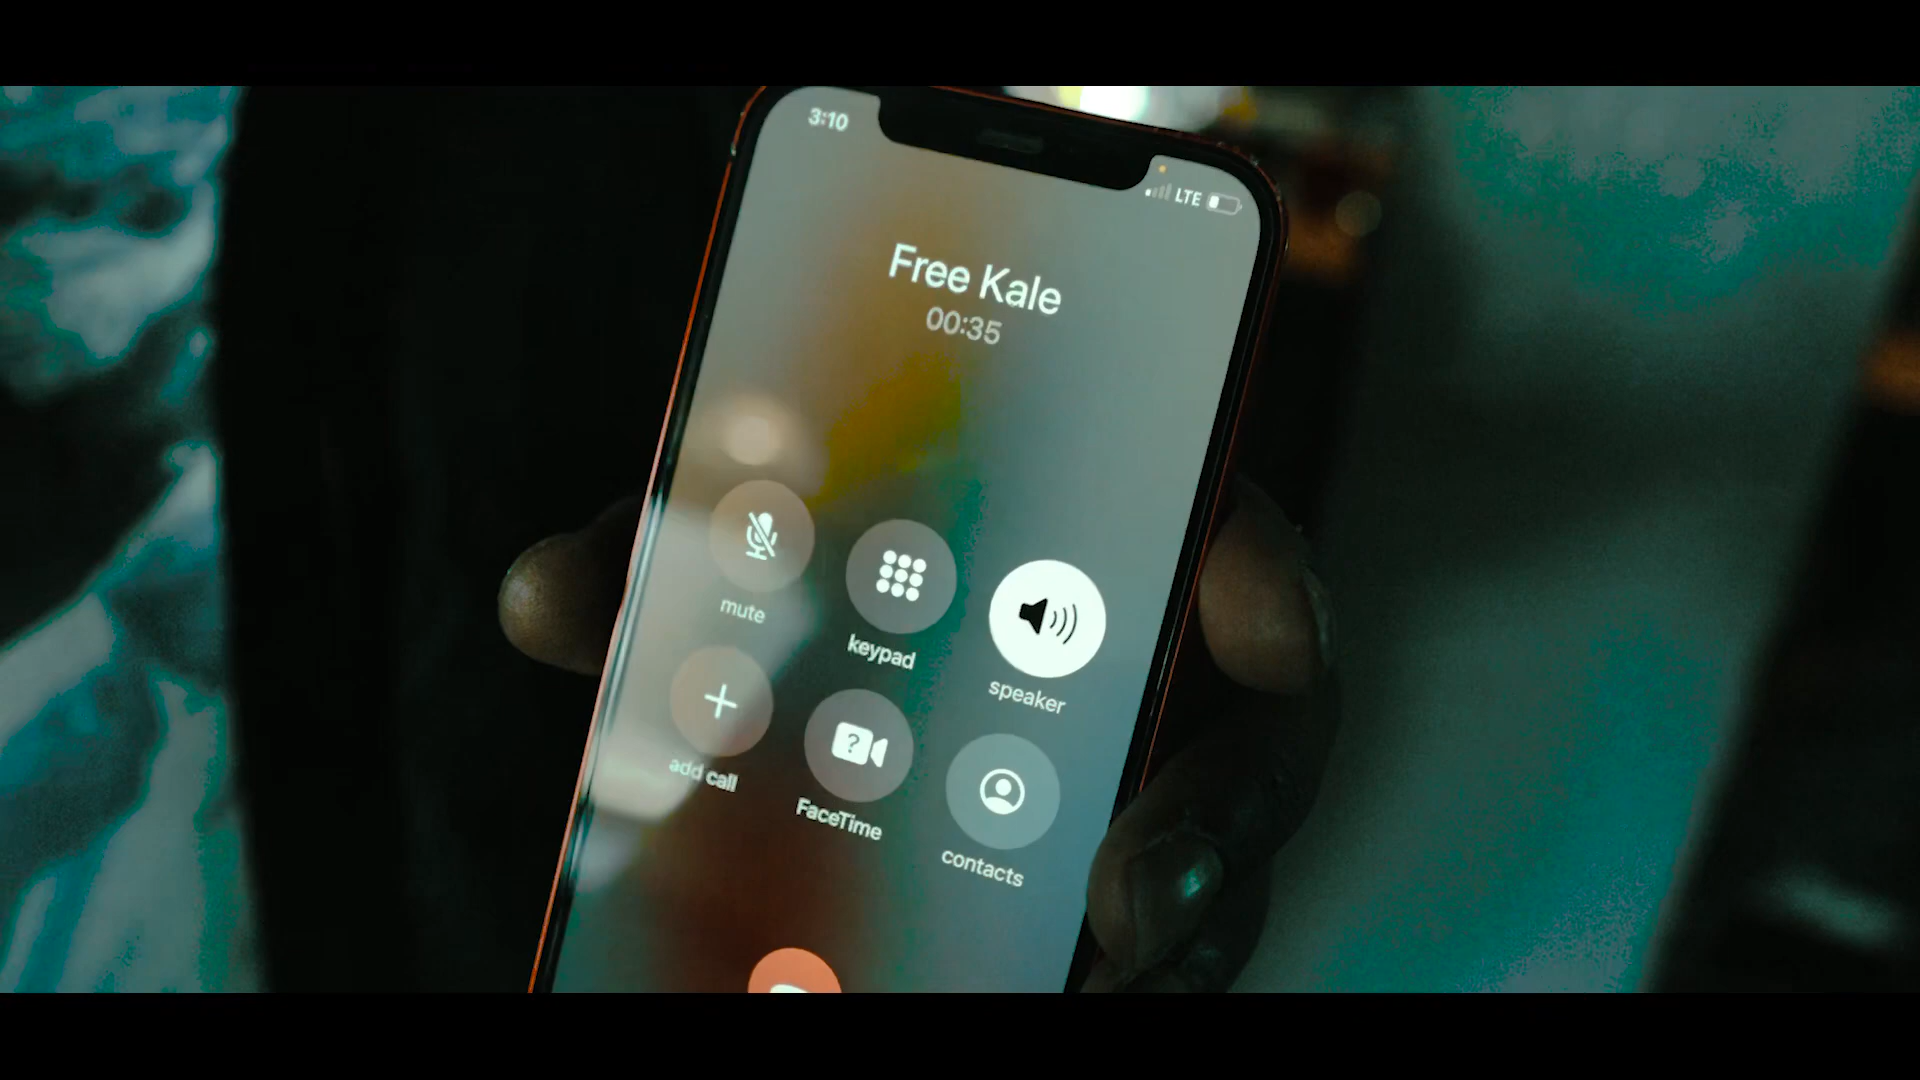 3:10
LTE
Free Kale
00:35
mute
keypad
speaker
add call
FaceTime
contacts